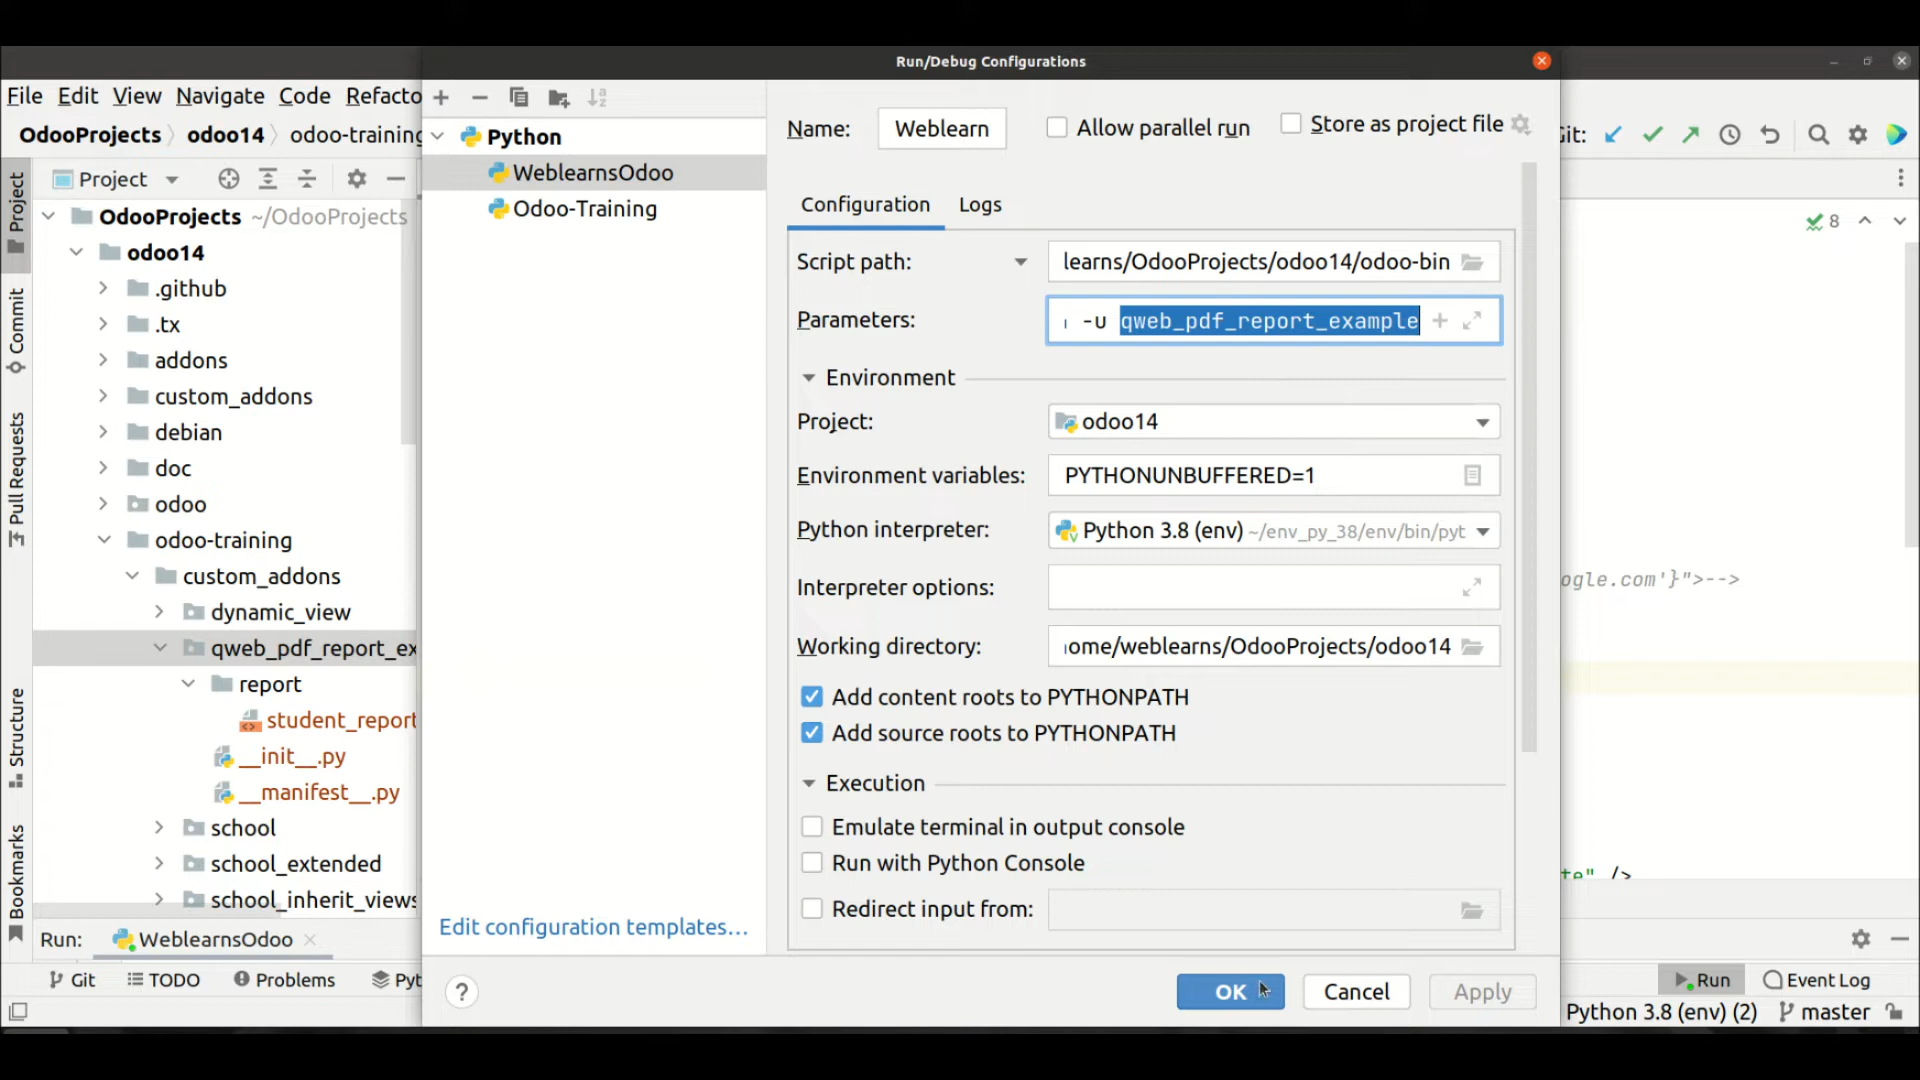 Run/Debug Configurations
File Edit View Navigate Code Refacto
OdooProjects odoo14 odoo-training
Git:
Project
OdooProjects ~/OdooProjects
odoo14
.github
.tx
addons
custom_addons
debian
doc
odoo
odoo-training
custom_addons
dynamic_view
qweb_pdf_report_ex
report
student_report
__init__.py
__manifest__.py
school
school_extended
school_inherit_views
Project
Commit
Pull Requests
Structure
Bookmarks
Python
WeblearnsOdoo
Odoo-Training
Edit configuration templates...
Name: Weblearn Allow parallel run Store as project file
Configuration Logs
Script path: learns/OdooProjects/odoo14/odoo-bin
Parameters: -u qweb_pdf_report_example
Environment
Project: odoo14
Environment variables: PYTHONUNBUFFERED=1
Python interpreter: Python 3.8 (env) ~/env_py_38/env/bin/pyt
Interpreter options:
Working directory: ome/weblearns/OdooProjects/odoo14
Add content roots to PYTHONPATH
Add source roots to PYTHONPATH
Execution
Emulate terminal in output console
Run with Python Console
Redirect input from:
? OK Cancel Apply
8
ogle.com'}">-->
te" />
Run: WeblearnsOdoo
Git TODO Problems Pyt
Run Event Log
Python 3.8 (env) (2) master